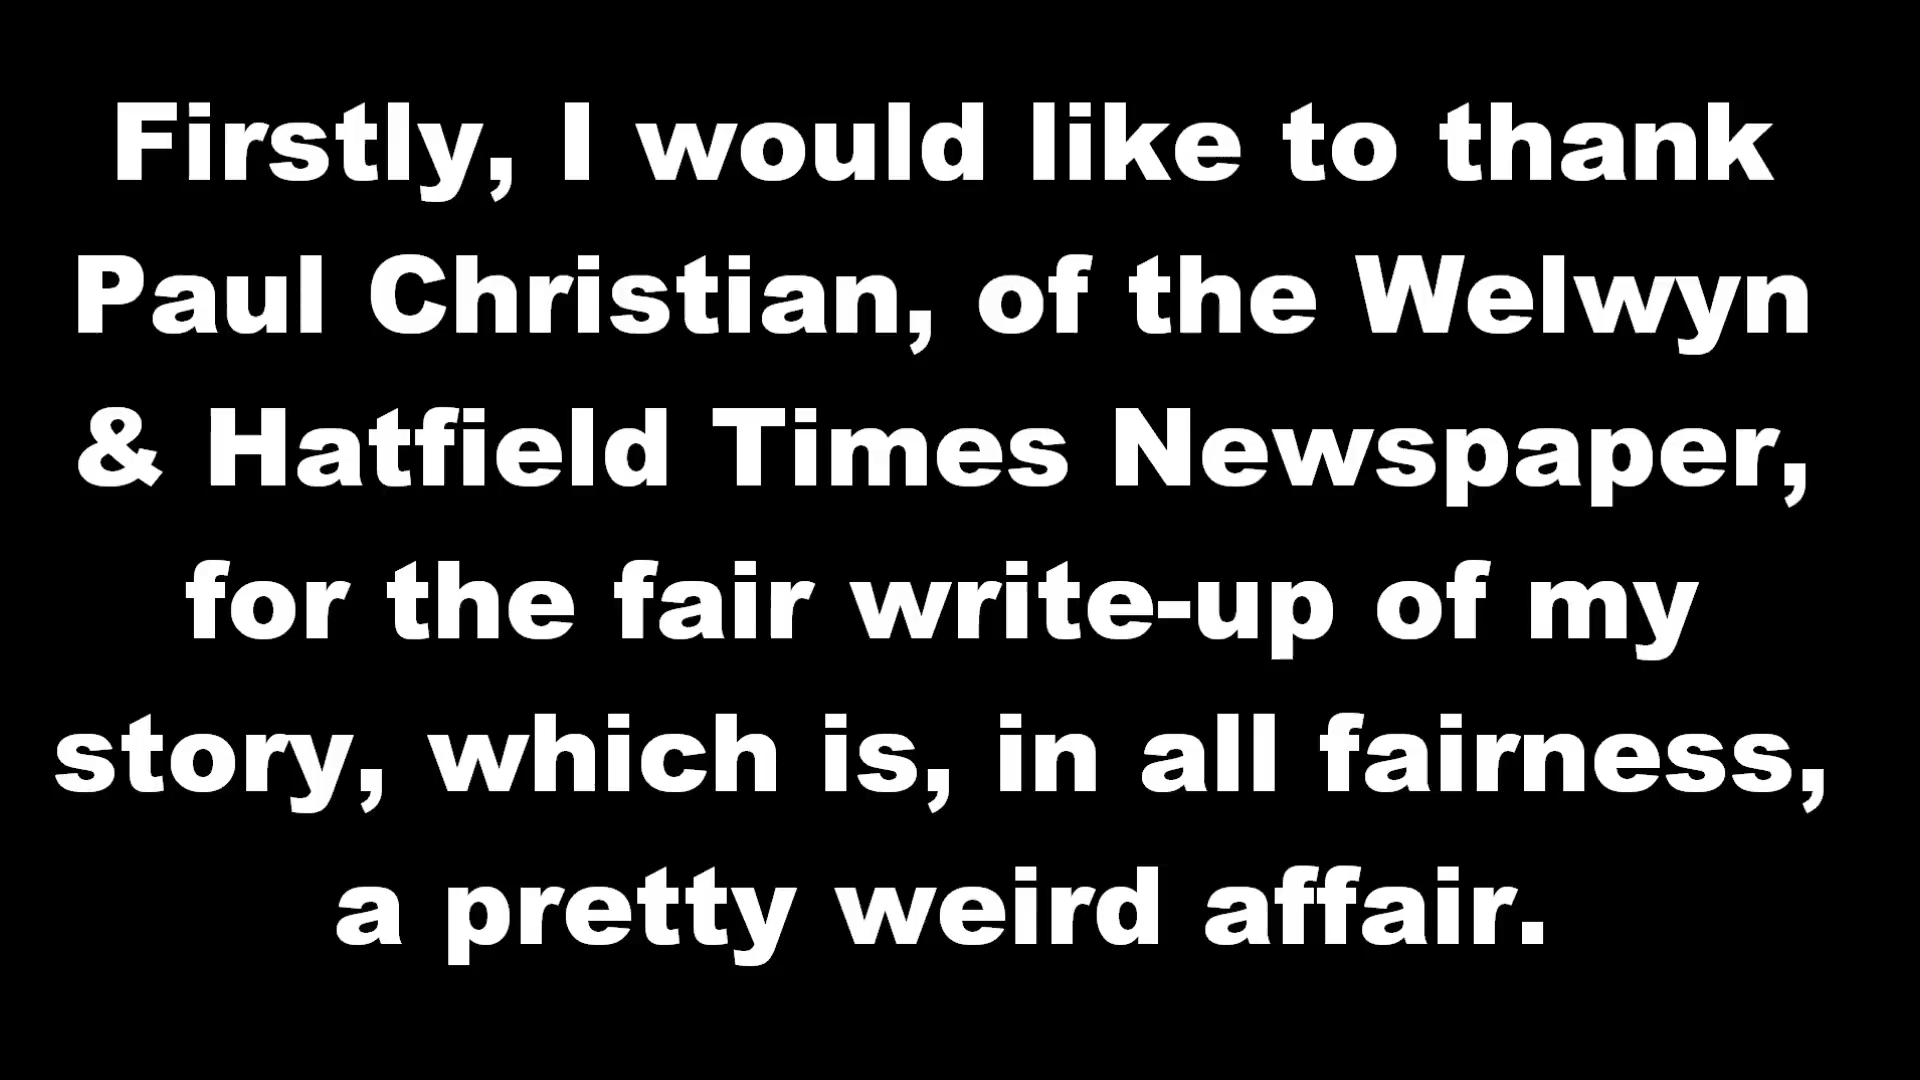 Firstly, I would like to thank
Paul Christian, of the Welwyn
& Hatfield Times Newspaper,
for the fair write-up of my
story, which is, in all fairness,
a pretty weird affair.